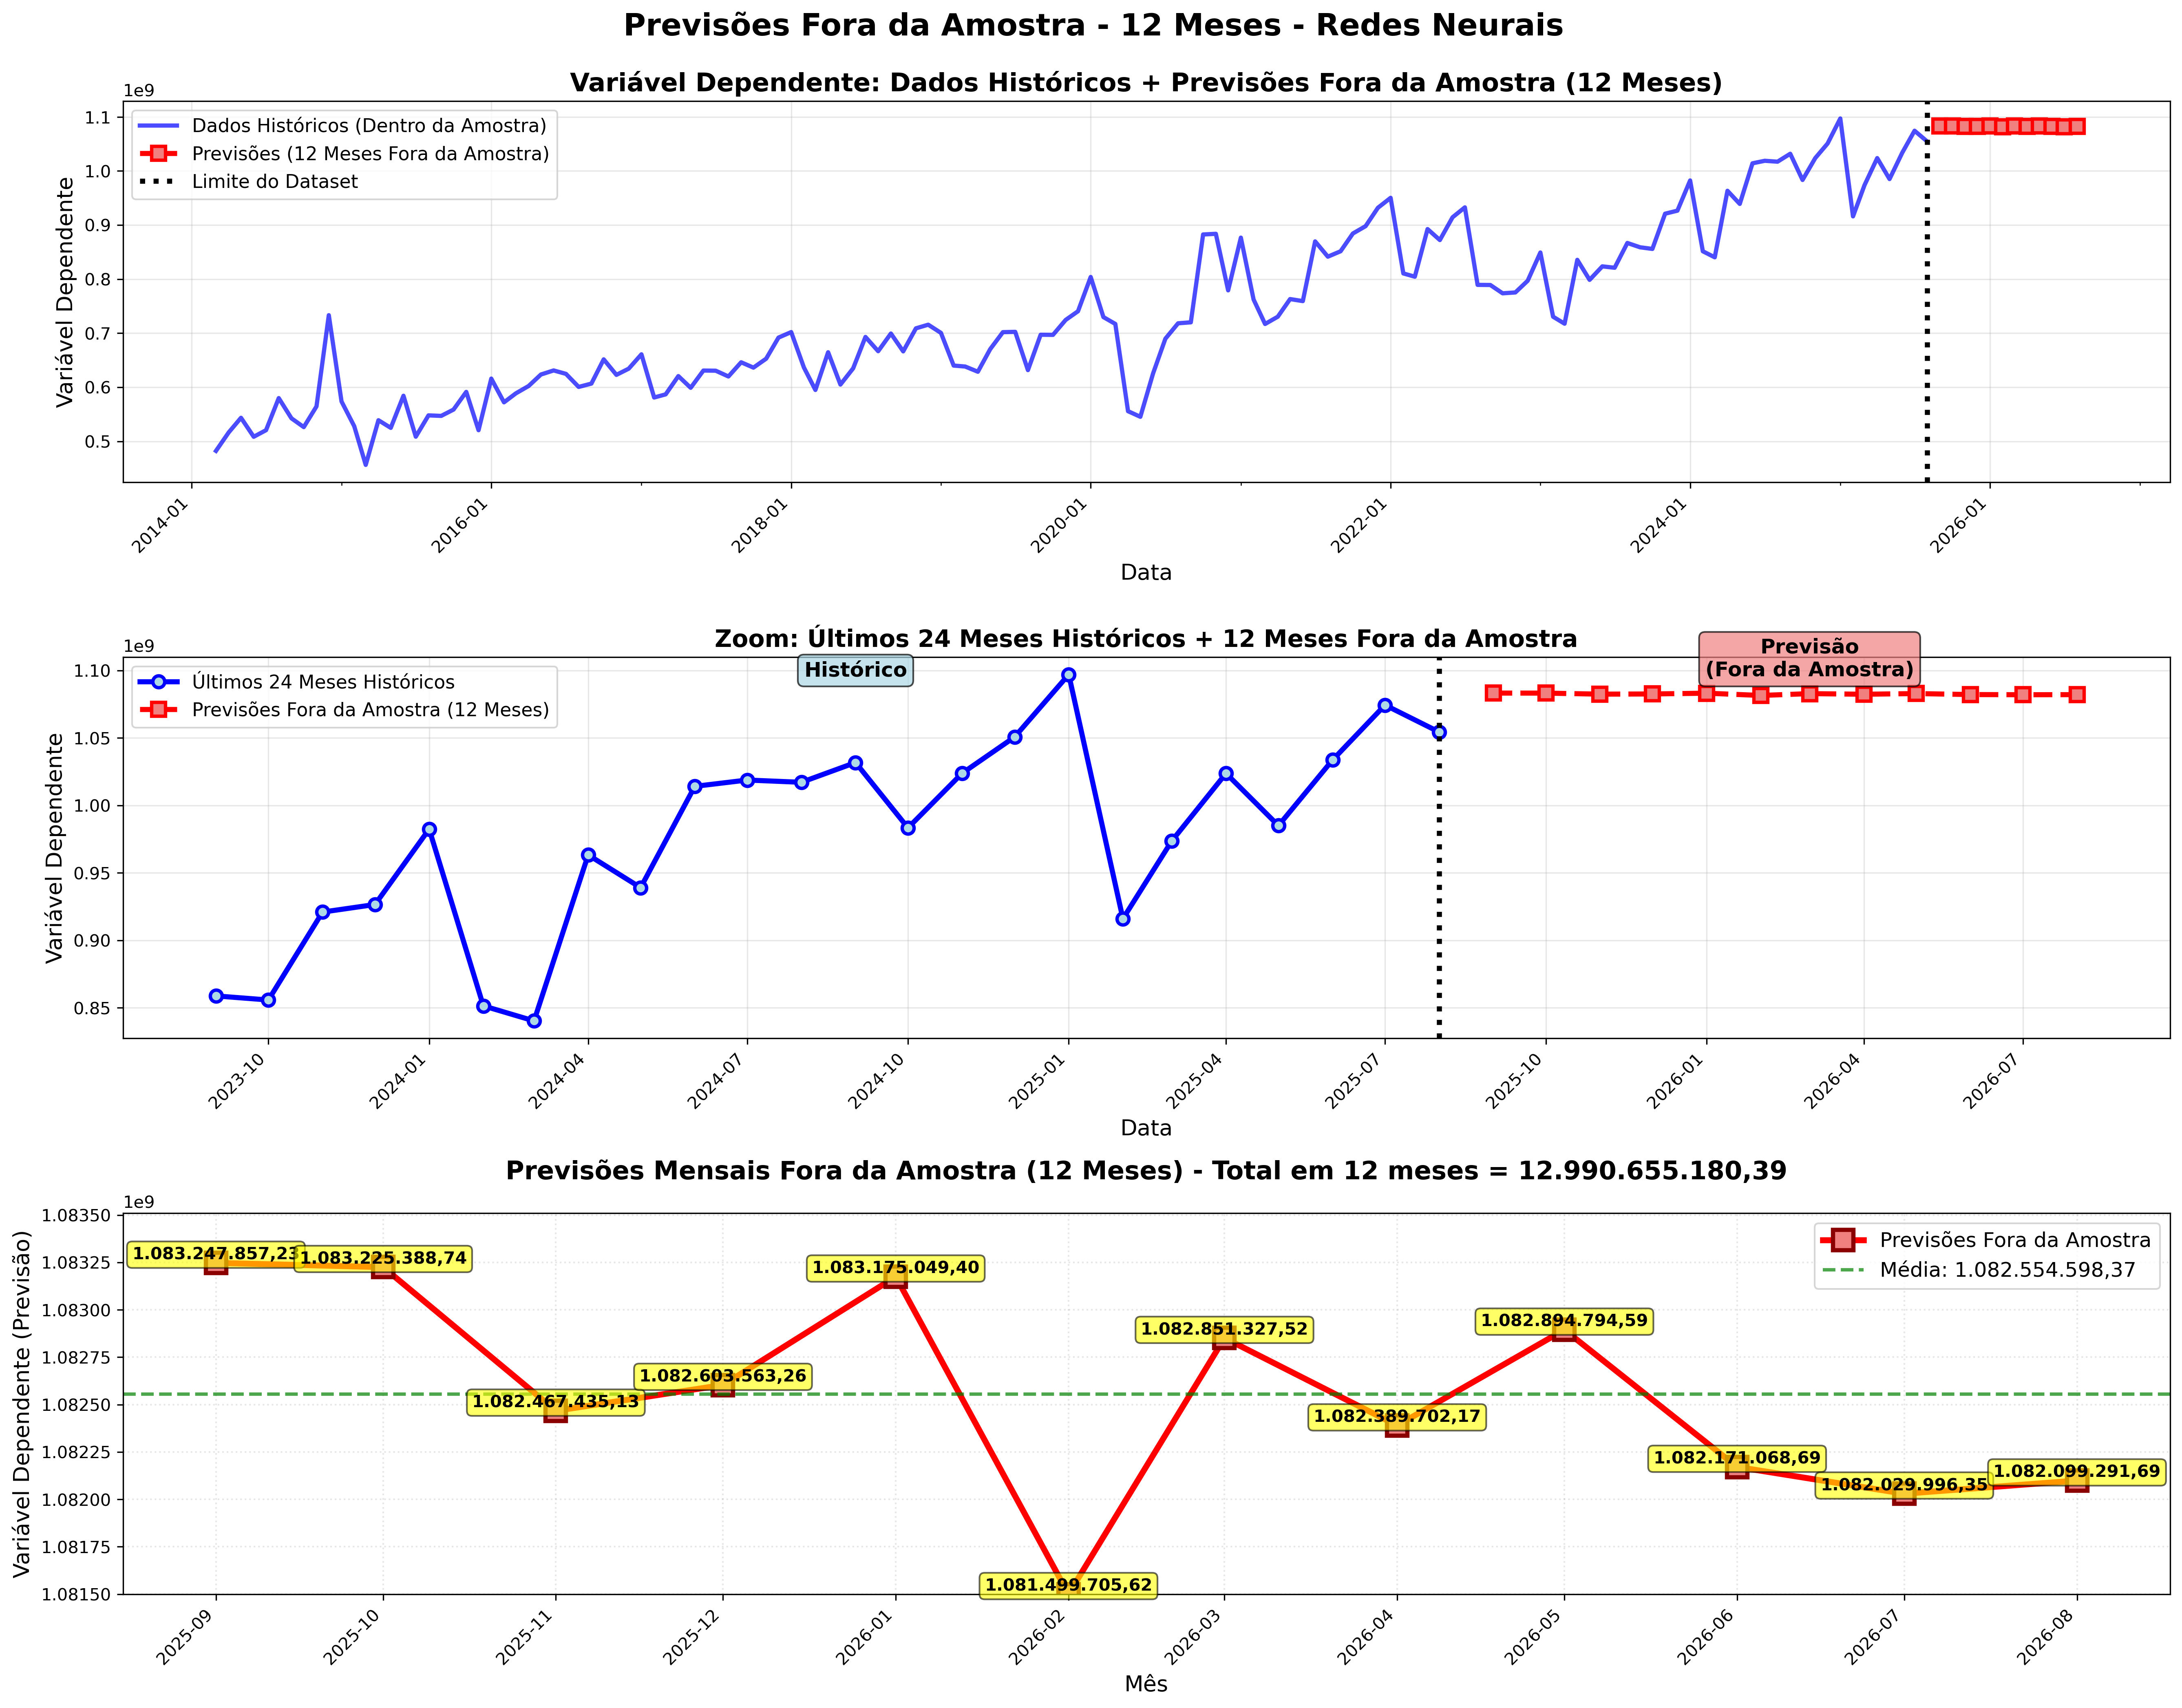 Previsões Fora da Amostra - 12 Meses - Redes Neurais
Variável Dependente: Dados Históricos + Previsões Fora da Amostra (12 Meses)
1e9
Dados Históricos (Dentro da Amostra)
Previsões (12 Meses Fora da Amostra)
Limite do Dataset
Variável Dependente
1.1
1.0
0.9
0.8
0.7
0.6
0.5
2014-01
2016-01
2018-01
2020-01
2022-01
2024-01
2026-01
Data
Zoom: Últimos 24 Meses Históricos + 12 Meses Fora da Amostra
1e9
Últimos 24 Meses Históricos
Previsões Fora da Amostra (12 Meses)
Histórico
Previsão
(Fora da Amostra)
Variável Dependente
1.10
1.05
1.00
0.95
0.90
0.85
2023-10
2024-01
2024-04
2024-07
2024-10
2025-01
2025-04
2025-07
2025-10
2026-01
2026-04
2026-07
Data
Previsões Mensais Fora da Amostra (12 Meses) - Total em 12 meses = 12.990.655.180,39
1e9
Previsões Fora da Amostra
Média: 1.082.554.598,37
Variável Dependente (Previsão)
1.08350
1.08325
1.08300
1.08275
1.08250
1.08225
1.08200
1.08175
1.08150
1.083.247.857,23
1.083.225.388,74
1.082.467.435,13
1.082.603.563,26
1.083.175.049,40
1.081.499.705,62
1.082.851.327,52
1.082.389.702,17
1.082.894.794,59
1.082.171.068,69
1.082.029.996,35
1.082.099.291,69
2025-09
2025-10
2025-11
2025-12
2026-01
2026-02
2026-03
2026-04
2026-05
2026-06
2026-07
2026-08
Mês